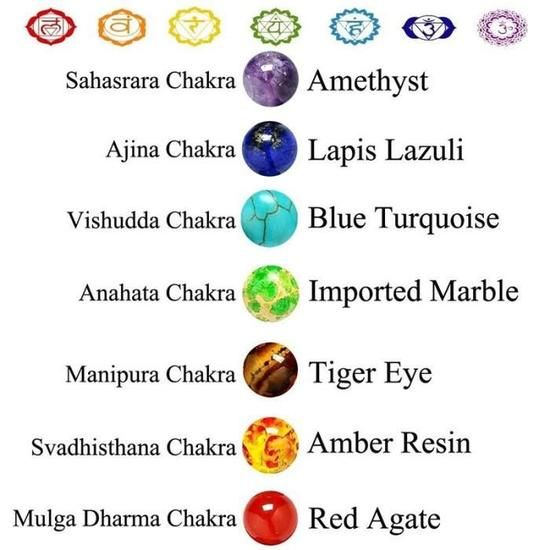 Sahasrara Chakra Amethyst
Ajina Chakra Lapis Lazuli
Vishudda Chakra Blue Turquoise
Anahata Chakra Imported Marble
Manipura Chakra Tiger Eye
Svadhisthana Chakra Amber Resin
Mulga Dharma Chakra Red Agate